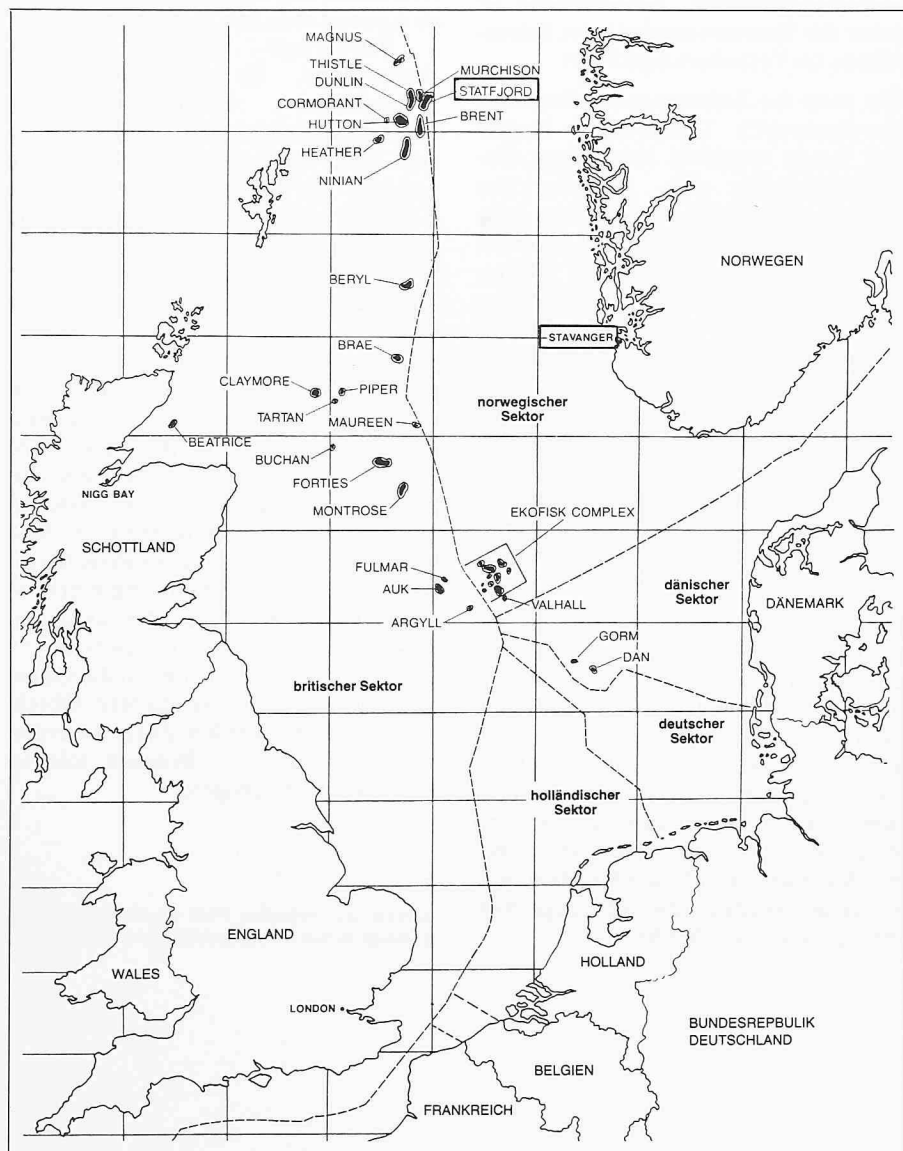 MAGNUS
THISTLE
MURCHISON
DUNLIN
STATFJORD
CORMORANT
HUTTON
BRENT
HEATHER
NINIAN
NORWEGEN
BERYL
STAVANGER
BRAE
CLAYMORE
PIPER
norwegischer
Sektor
TARTAN
MAUREEN
BEATRICE
BUCHAN
FORTIES
NIGG BAY
MONTROSE
EKOFISK COMPLEX
SCHOTTLAND
FULMAR
AUK
dänischer
Sektor
DÄNEMARK
VALHALL
ARGYLL
GORM
DAN
britischer Sektor
deutscher
Sektor
holländischer
Sektor
ENGLAND
HOLLAND
WALES
LONDON
BUNDESREPBULIK
DEUTSCHLAND
BELGIEN
FRANKREICH